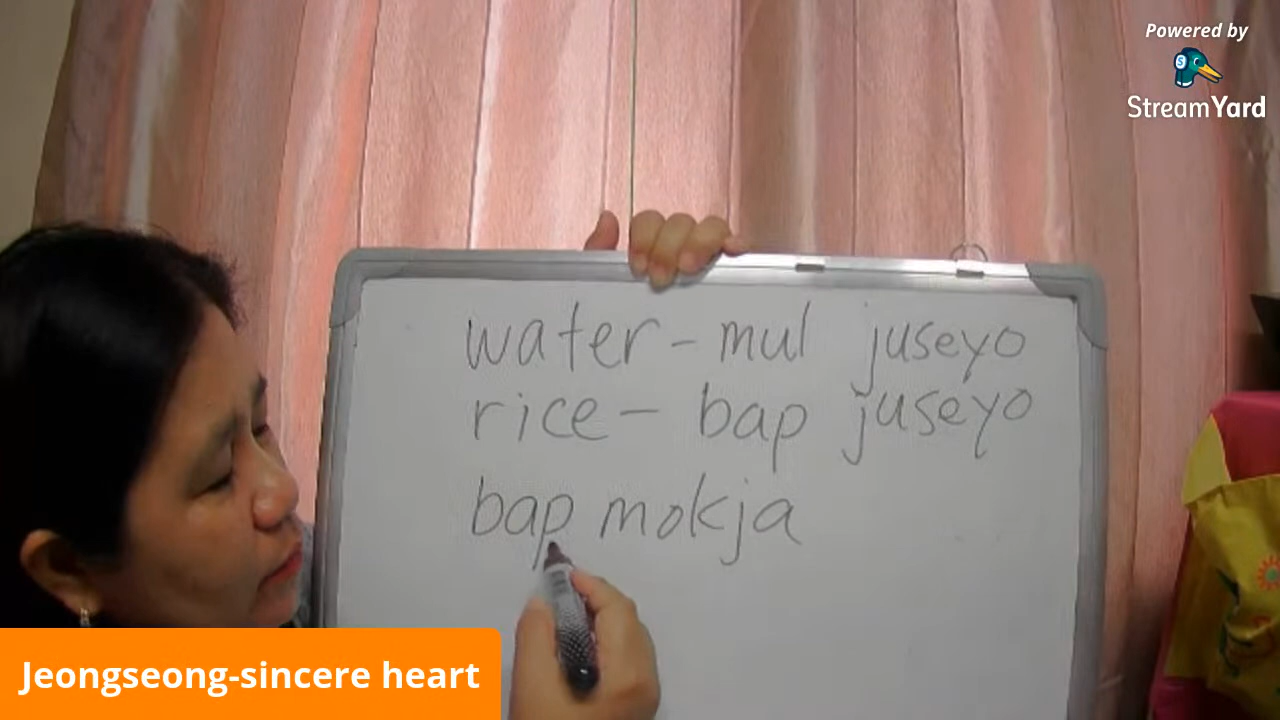 Powered by
StreamYard
water - mul juseyo
rice - bap juseyo
bap mokja
Jeongseong-sincere heart